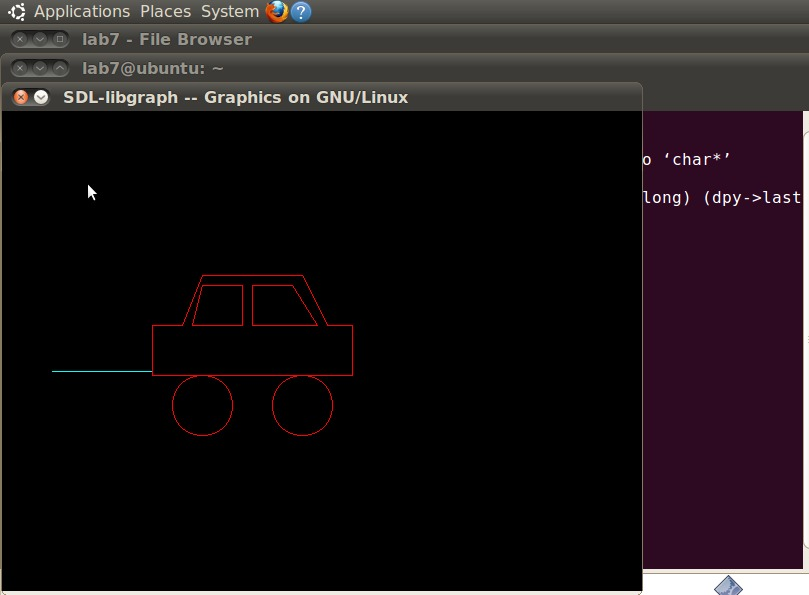 Applications Places System ?
lab7 - File Browser
lab7@ubuntu: ~
SDL-libgraph -- Graphics on GNU/Linux
o ‘char*’
long) (dpy->last